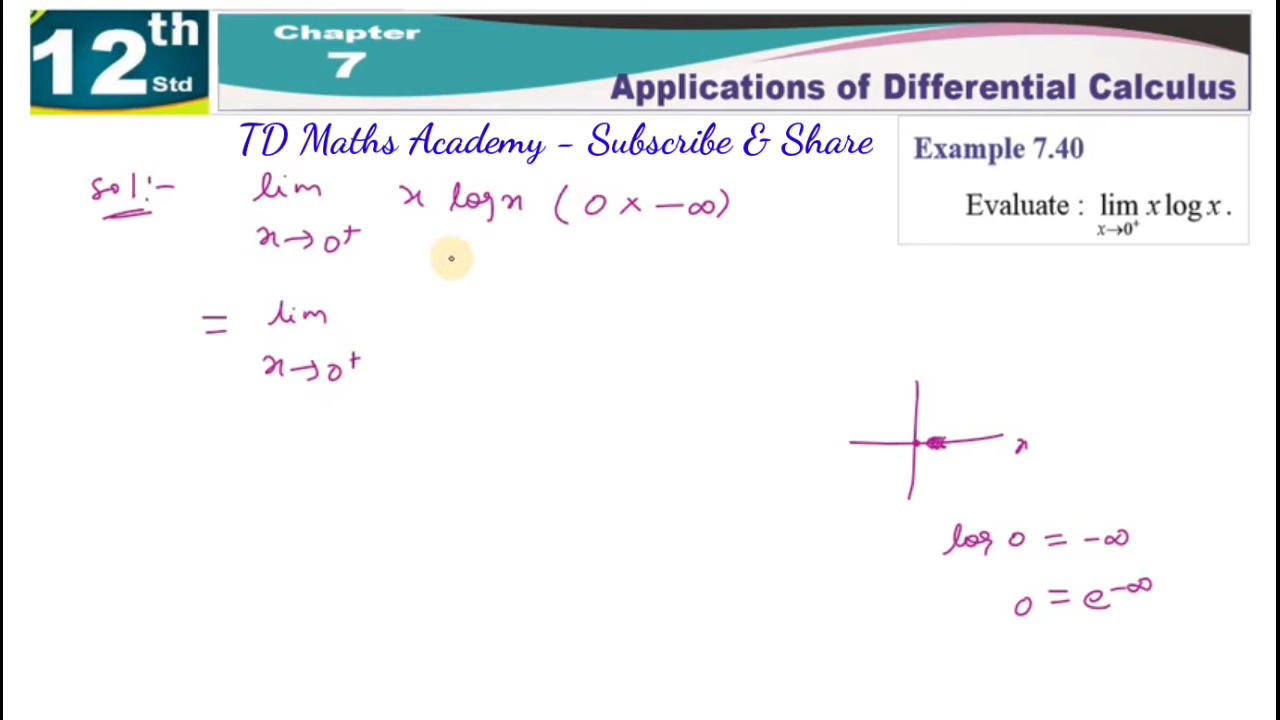 12th Std
Chapter 7
Applications of Differential Calculus
TD Maths Academy - Subscribe & Share
Example 7.40
Evaluate : lim x log x .
x→0⁺
Sol:-
lim x log x ( 0 × -∞)
x→0⁺
= lim
x→0⁺
x
log 0 = -∞
0 = e^-∞